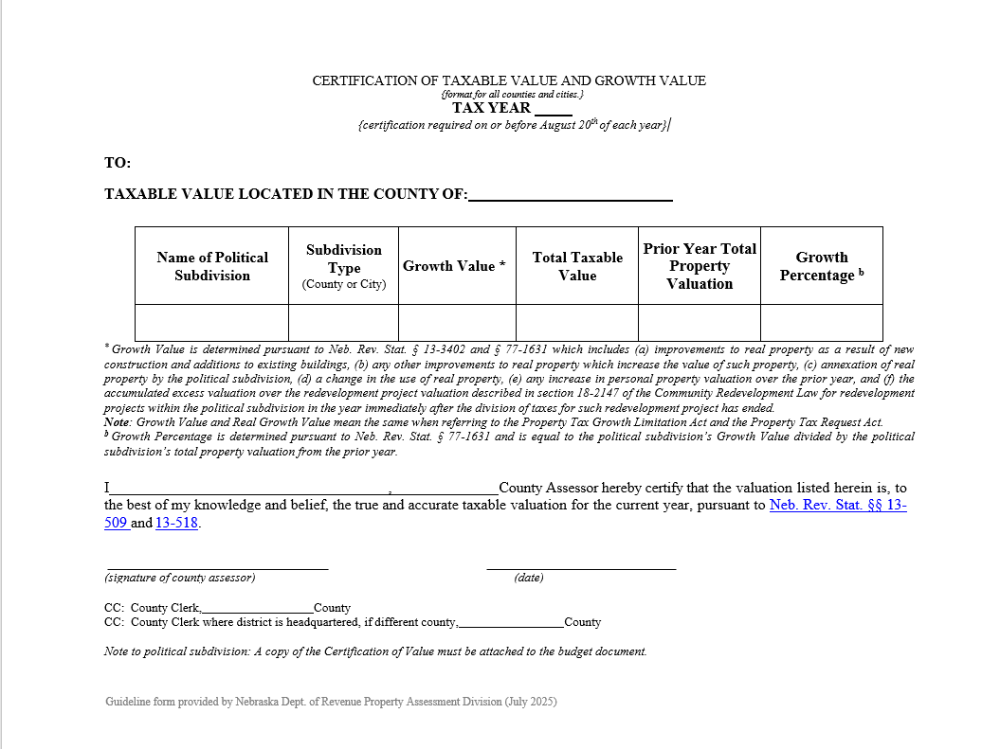 CERTIFICATION OF TAXABLE VALUE AND GROWTH VALUE
{format for all counties and cities.}
TAX YEAR _____
{certification required on or before August 20th of each year}
TO:
TAXABLE VALUE LOCATED IN THE COUNTY OF:________________________
Name of Political Subdivision
Subdivision Type (County or City)
Growth Value *
Total Taxable Value
Prior Year Total Property Valuation
Growth Percentage b
* Growth Value is determined pursuant to Neb. Rev. Stat. § 13-3402 and § 77-1631 which includes (a) improvements to real property as a result of new
construction and additions to existing buildings, (b) any other improvements to real property which increase the value of such property, (c) annexation of real
property by the political subdivision, (d) a change in the use of real property, (e) any increase in personal property valuation over the prior year, and (f) the
accumulated excess valuation over the redevelopment project valuation described in section 18-2147 of the Community Redevelopment Law for redevelopment
projects within the political subdivision in the year immediately after the division of taxes for such redevelopment project has ended.
Note: Growth Value and Real Growth Value mean the same when referring to the Property Tax Growth Limitation Act and the Property Tax Request Act.
b Growth Percentage is determined pursuant to Neb. Rev. Stat. § 77-1631 and is equal to the political subdivision's Growth Value divided by the political
subdivision's total property valuation from the prior year.
I______________________________________,_______________County Assessor hereby certify that the valuation listed herein is, to
the best of my knowledge and belief, the true and accurate taxable valuation for the current year, pursuant to Neb. Rev. Stat. §§ 13-
509 and 13-518.
(signature of county assessor) (date)
CC: County Clerk,__________________County
CC: County Clerk where district is headquartered, if different county,_________________County
Note to political subdivision: A copy of the Certification of Value must be attached to the budget document.
Guideline form provided by Nebraska Dept. of Revenue Property Assessment Division (July 2025)